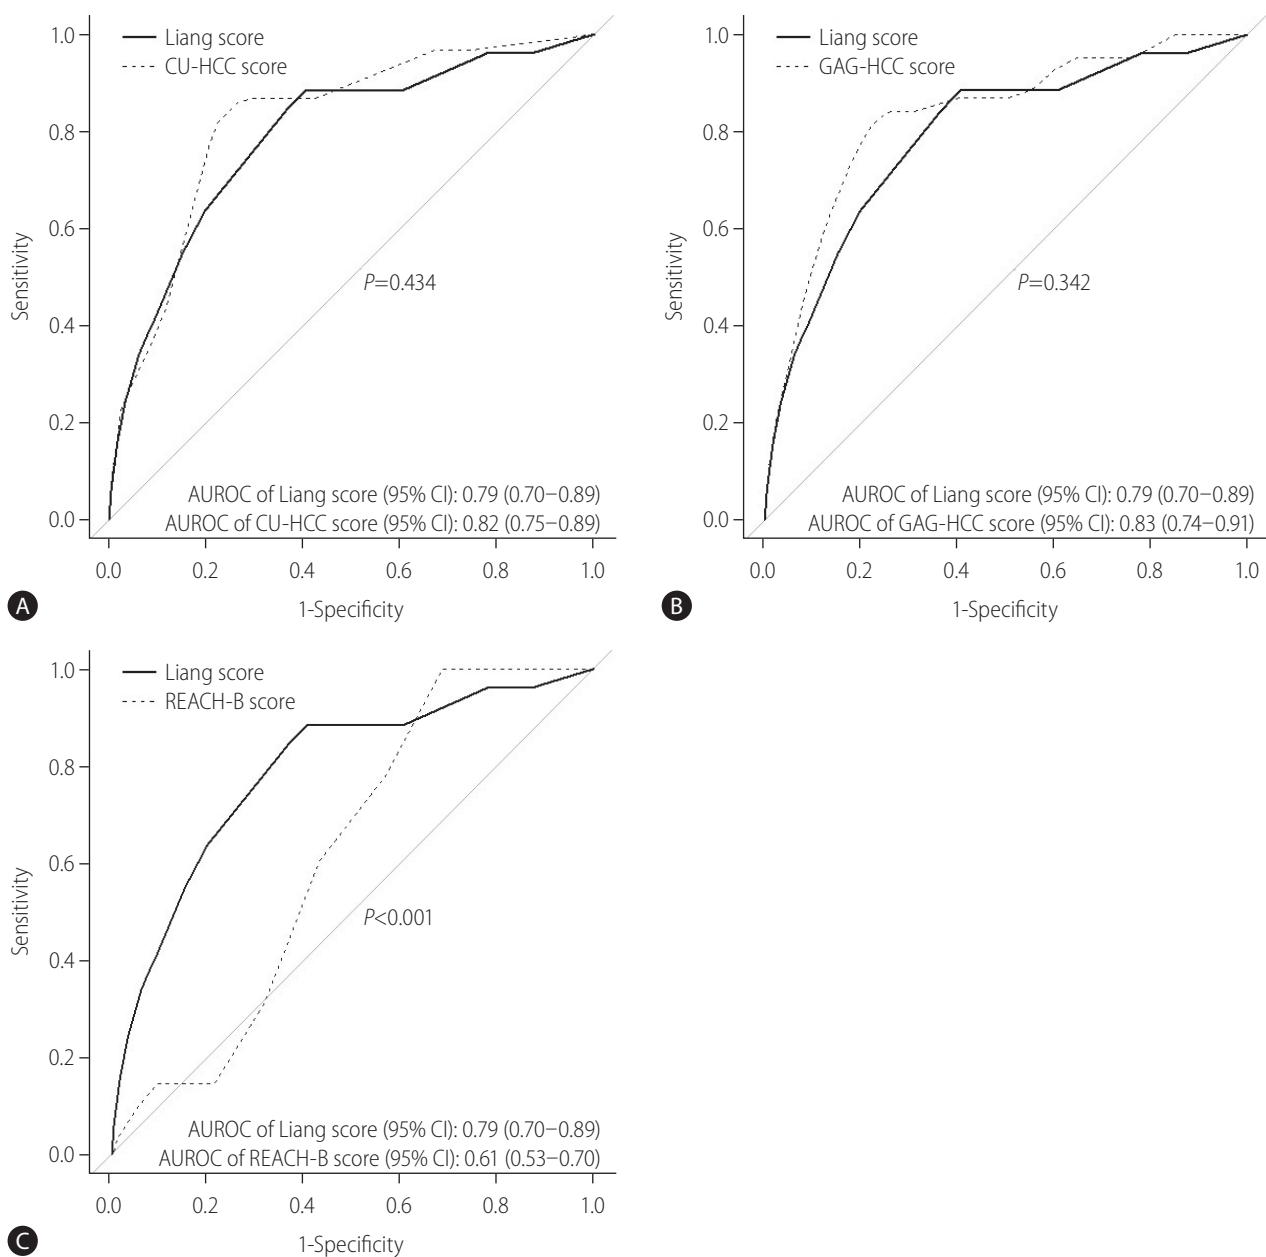 1.0
0.8
0.6
0.4
0.2
0.0
Sensitivity
Liang score
CU-HCC score
P=0.434
AUROC of Liang score (95% CI): 0.79 (0.70−0.89)
AUROC of CU-HCC score (95% CI): 0.82 (0.75−0.89)
0.0 0.2 0.4 0.6 0.8 1.0
1-Specificity
A
1.0
0.8
0.6
0.4
0.2
0.0
Sensitivity
Liang score
GAG-HCC score
P=0.342
AUROC of Liang score (95% CI): 0.79 (0.70−0.89)
AUROC of GAG-HCC score (95% CI): 0.83 (0.74−0.91)
0.0 0.2 0.4 0.6 0.8 1.0
1-Specificity
B
1.0
0.8
0.6
0.4
0.2
0.0
Sensitivity
Liang score
REACH-B score
P<0.001
AUROC of Liang score (95% CI): 0.79 (0.70−0.89)
AUROC of REACH-B score (95% CI): 0.61 (0.53−0.70)
0.0 0.2 0.4 0.6 0.8 1.0
1-Specificity
C